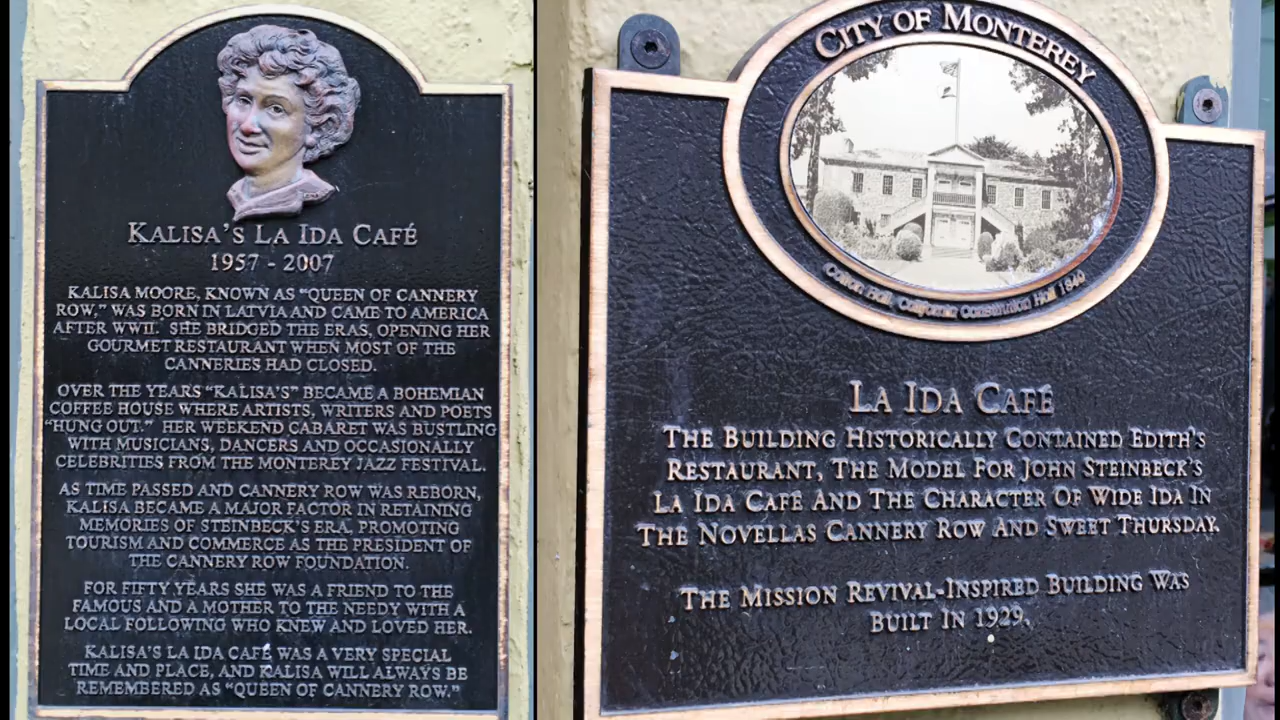 KALISA'S LA IDA CAFÉ
1957 - 2007
KALISA MOORE, KNOWN AS "QUEEN OF CANNERY
ROW," WAS BORN IN LATVIA AND CAME TO AMERICA
AFTER WWII. SHE BRIDGED THE ERAS, OPENING HER
GOURMET RESTAURANT WHEN MOST OF THE
CANNERIES HAD CLOSED.
OVER THE YEARS "KALISA'S" BECAME A BOHEMIAN
COFFEE HOUSE WHERE ARTISTS, WRITERS AND POETS
"HUNG OUT." HER WEEKEND CABARET WAS BUSTLING
WITH MUSICIANS, DANCERS AND OCCASIONALLY
CELEBRITIES FROM THE MONTEREY JAZZ FESTIVAL.
AS TIME PASSED AND CANNERY ROW WAS REBORN,
KALISA BECAME A MAJOR FACTOR IN RETAINING
MEMORIES OF STEINBECK'S ERA, PROMOTING
TOURISM AND COMMERCE AS THE PRESIDENT OF
THE CANNERY ROW FOUNDATION.
FOR FIFTY YEARS SHE WAS A FRIEND TO THE
FAMOUS AND A MOTHER TO THE NEEDY WITH A
LOCAL FOLLOWING WHO KNEW AND LOVED HER.
KALISA'S LA IDA CAFÉ WAS A VERY SPECIAL
TIME AND PLACE, AND KALISA WILL ALWAYS BE
REMEMBERED AS "QUEEN OF CANNERY ROW."
CITY OF MONTEREY
Colton Hall, California Constitution Hall 1849
LA IDA CAFÉ
THE BUILDING HISTORICALLY CONTAINED EDITH'S
RESTAURANT, THE MODEL FOR JOHN STEINBECK'S
LA IDA CAFÉ AND THE CHARACTER OF WIDE IDA IN
THE NOVELLAS CANNERY ROW AND SWEET THURSDAY.
THE MISSION REVIVAL-INSPIRED BUILDING WAS
BUILT IN 1929.